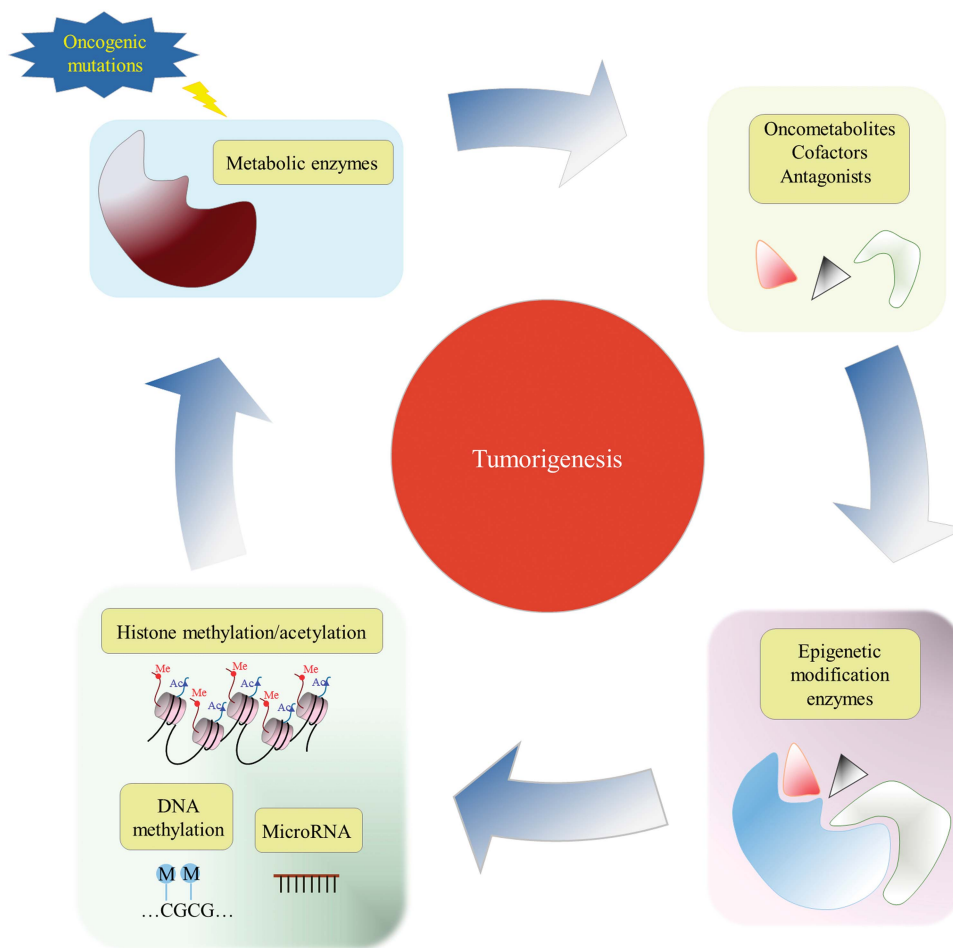 Oncogenic
mutations
Metabolic enzymes
Oncometabolites
Cofactors
Antagonists
Tumorigenesis
Epigenetic
modification
enzymes
Histone methylation/acetylation
Me
Ac
Me
Me
Ac
Me
Me
Ac
Ac
Ac
DNA
methylation
MicroRNA
M M
…CGCG…